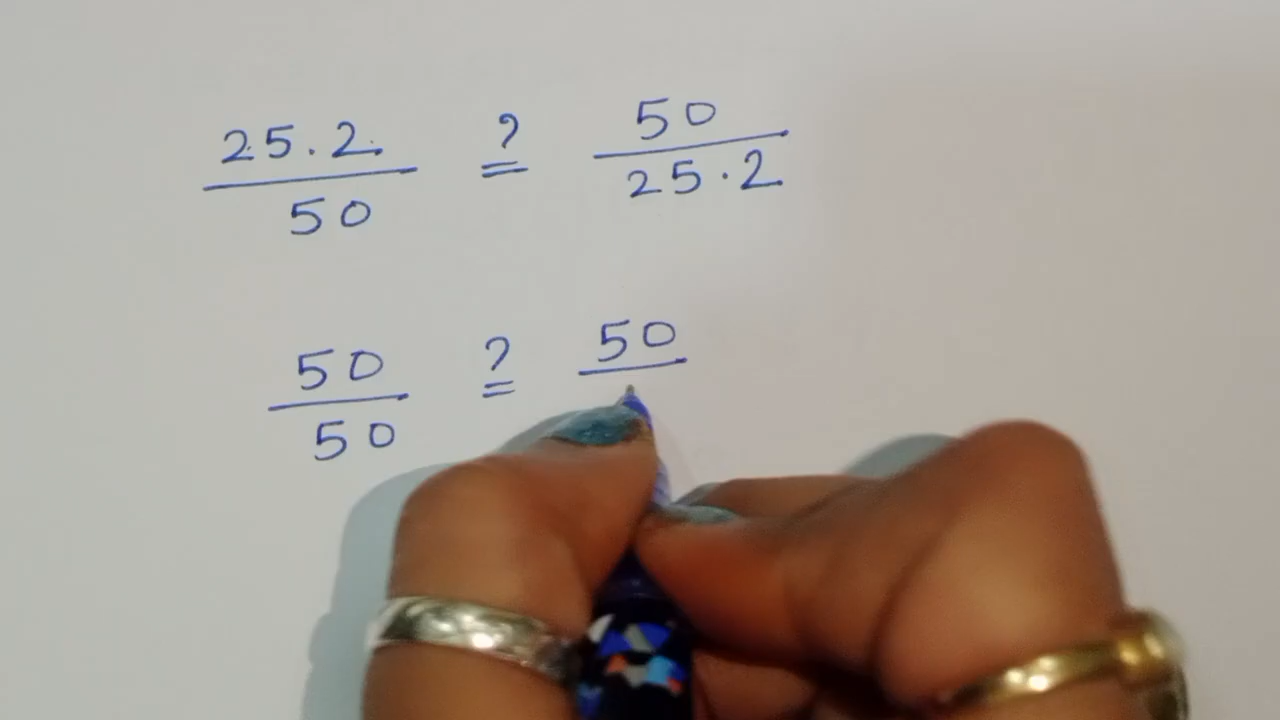 25.2. ? 50
50 = 25.2
50 ? 50
50 =